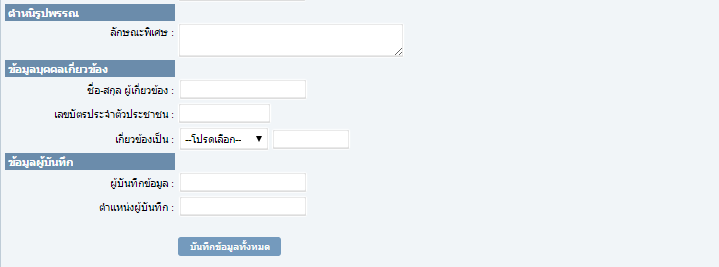 ตำหนิรูปพรรณ
ลักษณะพิเศษ :
ข้อมูลบุคคลเกี่ยวข้อง
ชื่อ-สกุล ผู้เกี่ยวข้อง :
เลขบัตรประจำตัวประชาชน :
เกี่ยวข้องเป็น : --โปรดเลือก--
ข้อมูลผู้บันทึก
ผู้บันทึกข้อมูล :
ตำแหน่งผู้บันทึก :
บันทึกข้อมูลทั้งหมด